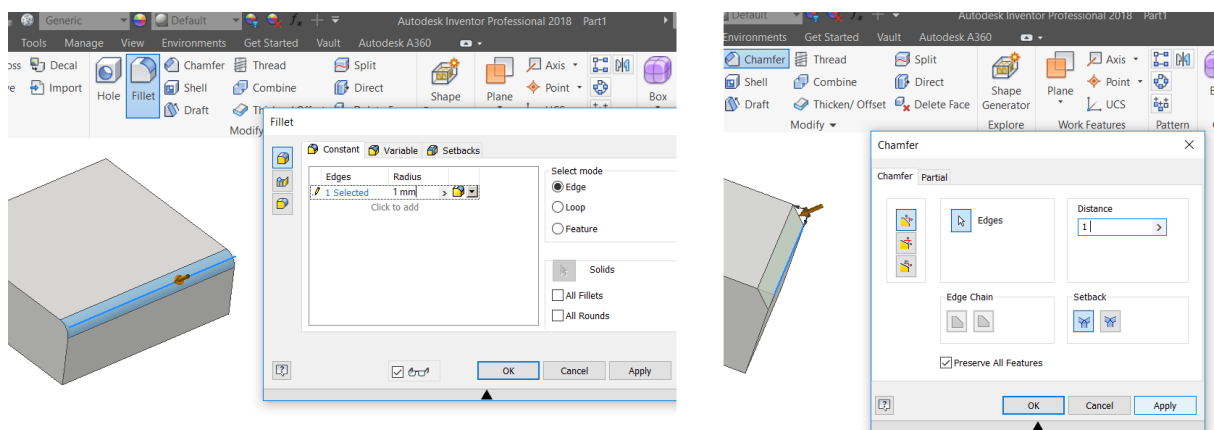 Generic Default Autodesk Inventor Professional 2018 Part1
Tools Manage View Environments Get Started Vault Autodesk A360
Decal Chamfer Thread Split Axis
Import Hole Fillet Shell Combine Direct Shape Plane Point Box
Draft
Modify
Fillet
Constant Variable Setbacks
Edges Radius
1 Selected 1 mm
Click to add
Select mode
Edge
Loop
Feature
Solids
All Fillets
All Rounds
OK Cancel Apply
Default Autodesk Inventor Professional 2018 Part1
Environments Get Started Vault Autodesk A360
Chamfer Thread Split Axis
Shell Combine Direct Shape Generator Plane Point
Draft Thicken/ Offset Delete Face UCS
Modify Explore Work Features Pattern
Chamfer
Chamfer Partial
Edges
Distance
1
Edge Chain
Setback
Preserve All Features
OK Cancel Apply